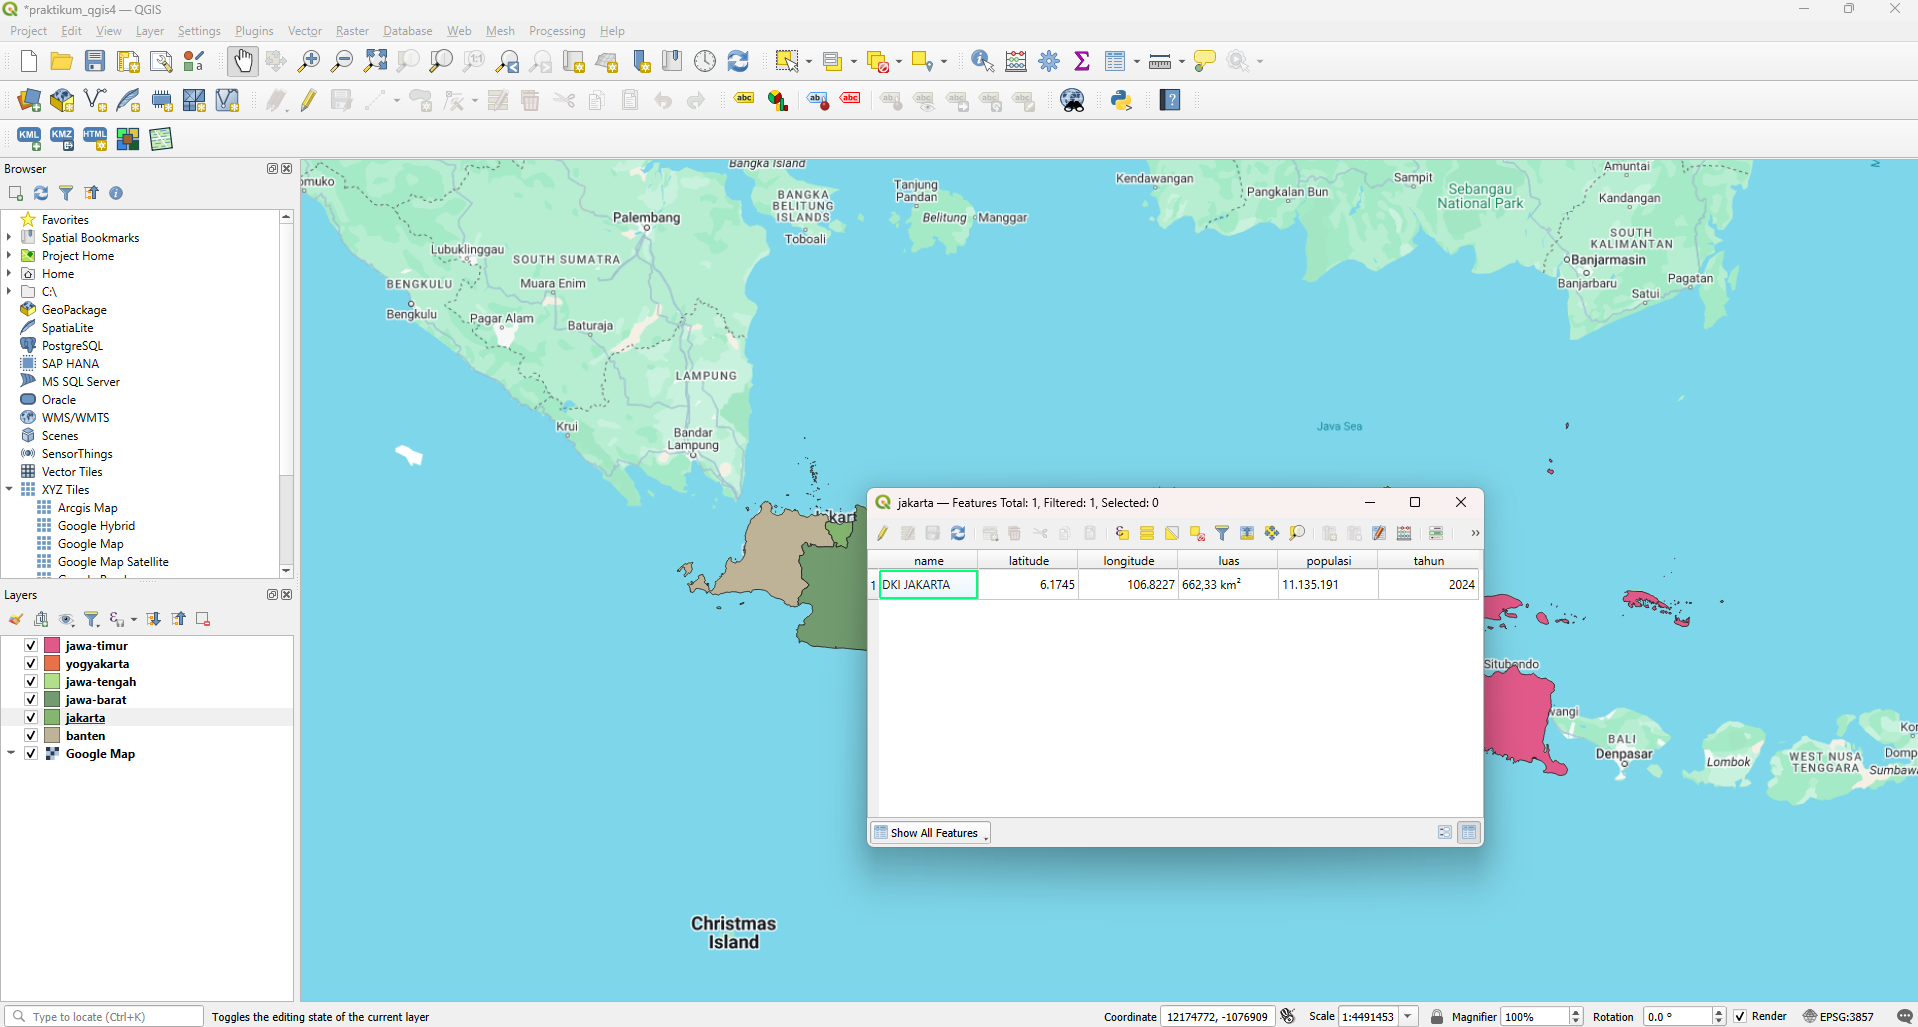 *praktikum_qgis4 — QGIS
Project Edit View Layer Settings Plugins Vector Raster Database Web Mesh Processing Help
KML KMZ HTML
Browser
Favorites
Spatial Bookmarks
Project Home
Home
C:\
GeoPackage
SpatiaLite
PostgreSQL
SAP HANA
MS SQL Server
Oracle
WMS/WMTS
Scenes
SensorThings
Vector Tiles
XYZ Tiles
Arcgis Map
Google Hybrid
Google Map
Google Map Satellite
Layers
jawa-timur
yogyakarta
jawa-tengah
jawa-barat
jakarta
banten
Google Map
Bangka Island
BANGKA
BELITUNG
ISLANDS
Toboali
Tanjung
Pandan
Belitung
Manggar
Palembang
Lubuklinggau
SOUTH SUMATRA
BENGKULU
Muara Enim
Bengkulu
Pagar Alam
Baturaja
LAMPUNG
Krui
Bandar
Lampung
Kendawangan
Pangkalan Bun
Sampit
Sebangau
National Park
Amuntai
Kandangan
SOUTH
KALIMANTAN
Banjarmasin
Banjarbaru
Pagatan
Satui
Java Sea
jakarta — Features Total: 1, Filtered: 1, Selected: 0
name latitude longitude luas populasi tahun
1 DKI JAKARTA 6.1745 106.8227 662,33 km² 11.135.191 2024
Show All Features
Situbondo
BALI
Denpasar
Lombok
WEST NUSA
TENGGARA
Christmas
Island
Type to locate (Ctrl+K) Toggles the editing state of the current layer Coordinate 12174772, -1076909 Scale 1:4491453 Magnifier 100% Rotation 0.0 ° Render EPSG:3857